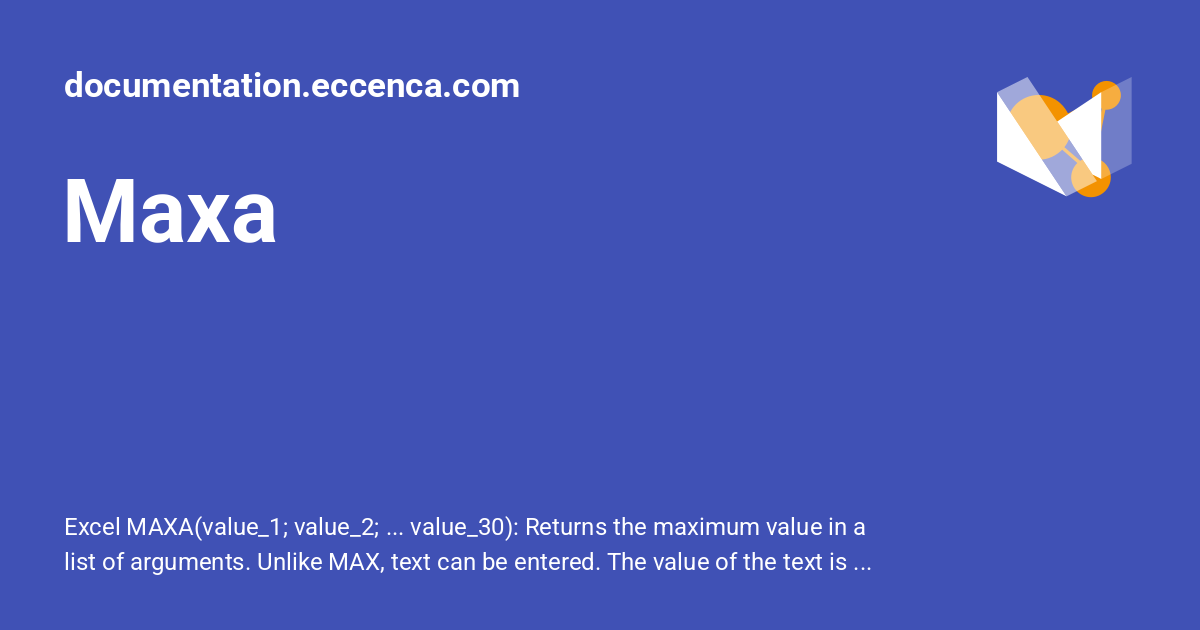 documentation.eccenca.com
Maxa
Excel MAXA(value_1; value_2; ... value_30): Returns the maximum value in a
list of arguments. Unlike MAX, text can be entered. The value of the text is ...